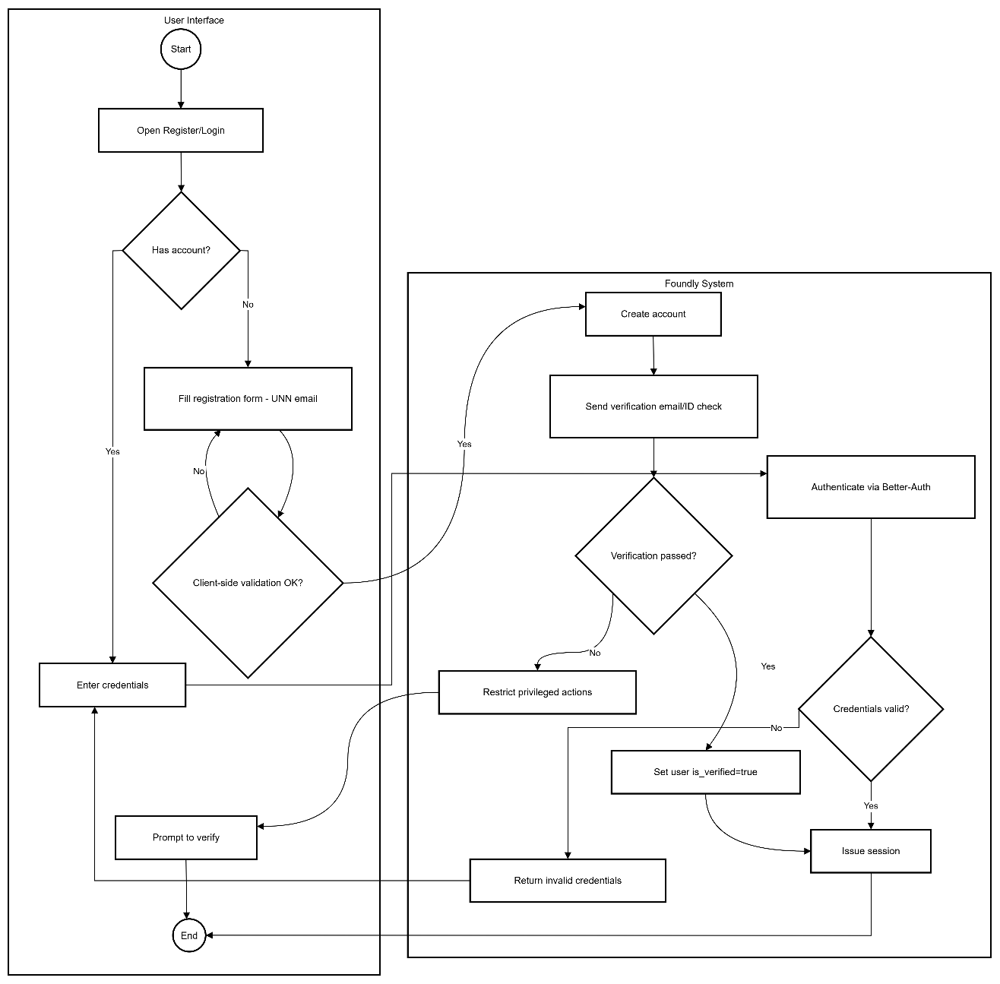 User Interface
Start
Open Register/Login
Has account?
No
Yes
Fill registration form - UNN email
No
Client-side validation OK?
Yes
Enter credentials
Prompt to verify
End
Foundly System
Create account
Send verification email/ID check
Authenticate via Better-Auth
Verification passed?
No
Yes
Restrict privileged actions
Credentials valid?
No
Set user is_verified=true
Yes
Issue session
Return invalid credentials